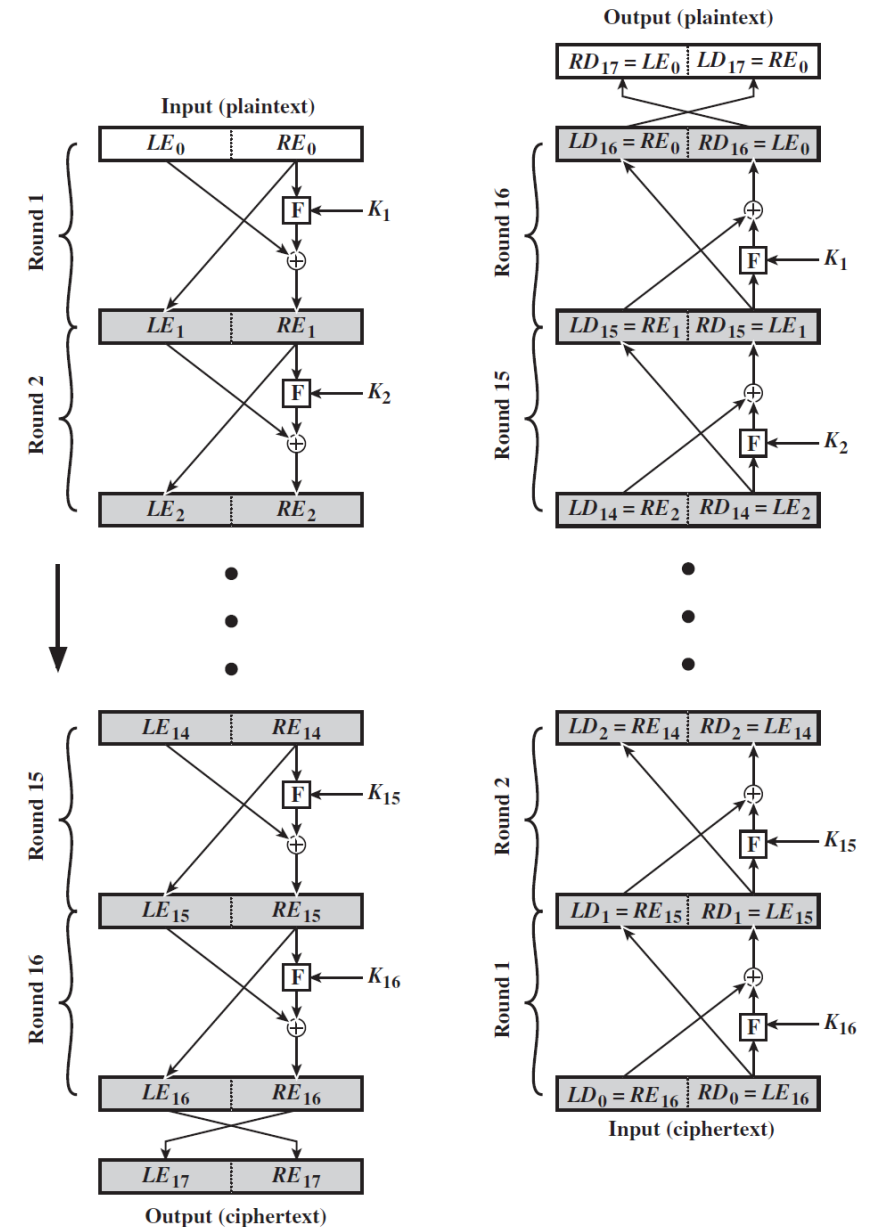 Input (plaintext)
LE0 RE0
Round 1
F K1
LE1 RE1
Round 2
F K2
LE2 RE2
LE14 RE14
Round 15
F K15
LE15 RE15
Round 16
F K16
LE16 RE16
LE17 RE17
Output (ciphertext)
Output (plaintext)
RD17 = LE0 LD17 = RE0
LD16 = RE0 RD16 = LE0
Round 16
F K1
LD15 = RE1 RD15 = LE1
Round 15
F K2
LD14 = RE2 RD14 = LE2
LD2 = RE14 RD2 = LE14
Round 2
F K15
LD1 = RE15 RD1 = LE15
Round 1
F K16
LD0 = RE16 RD0 = LE16
Input (ciphertext)